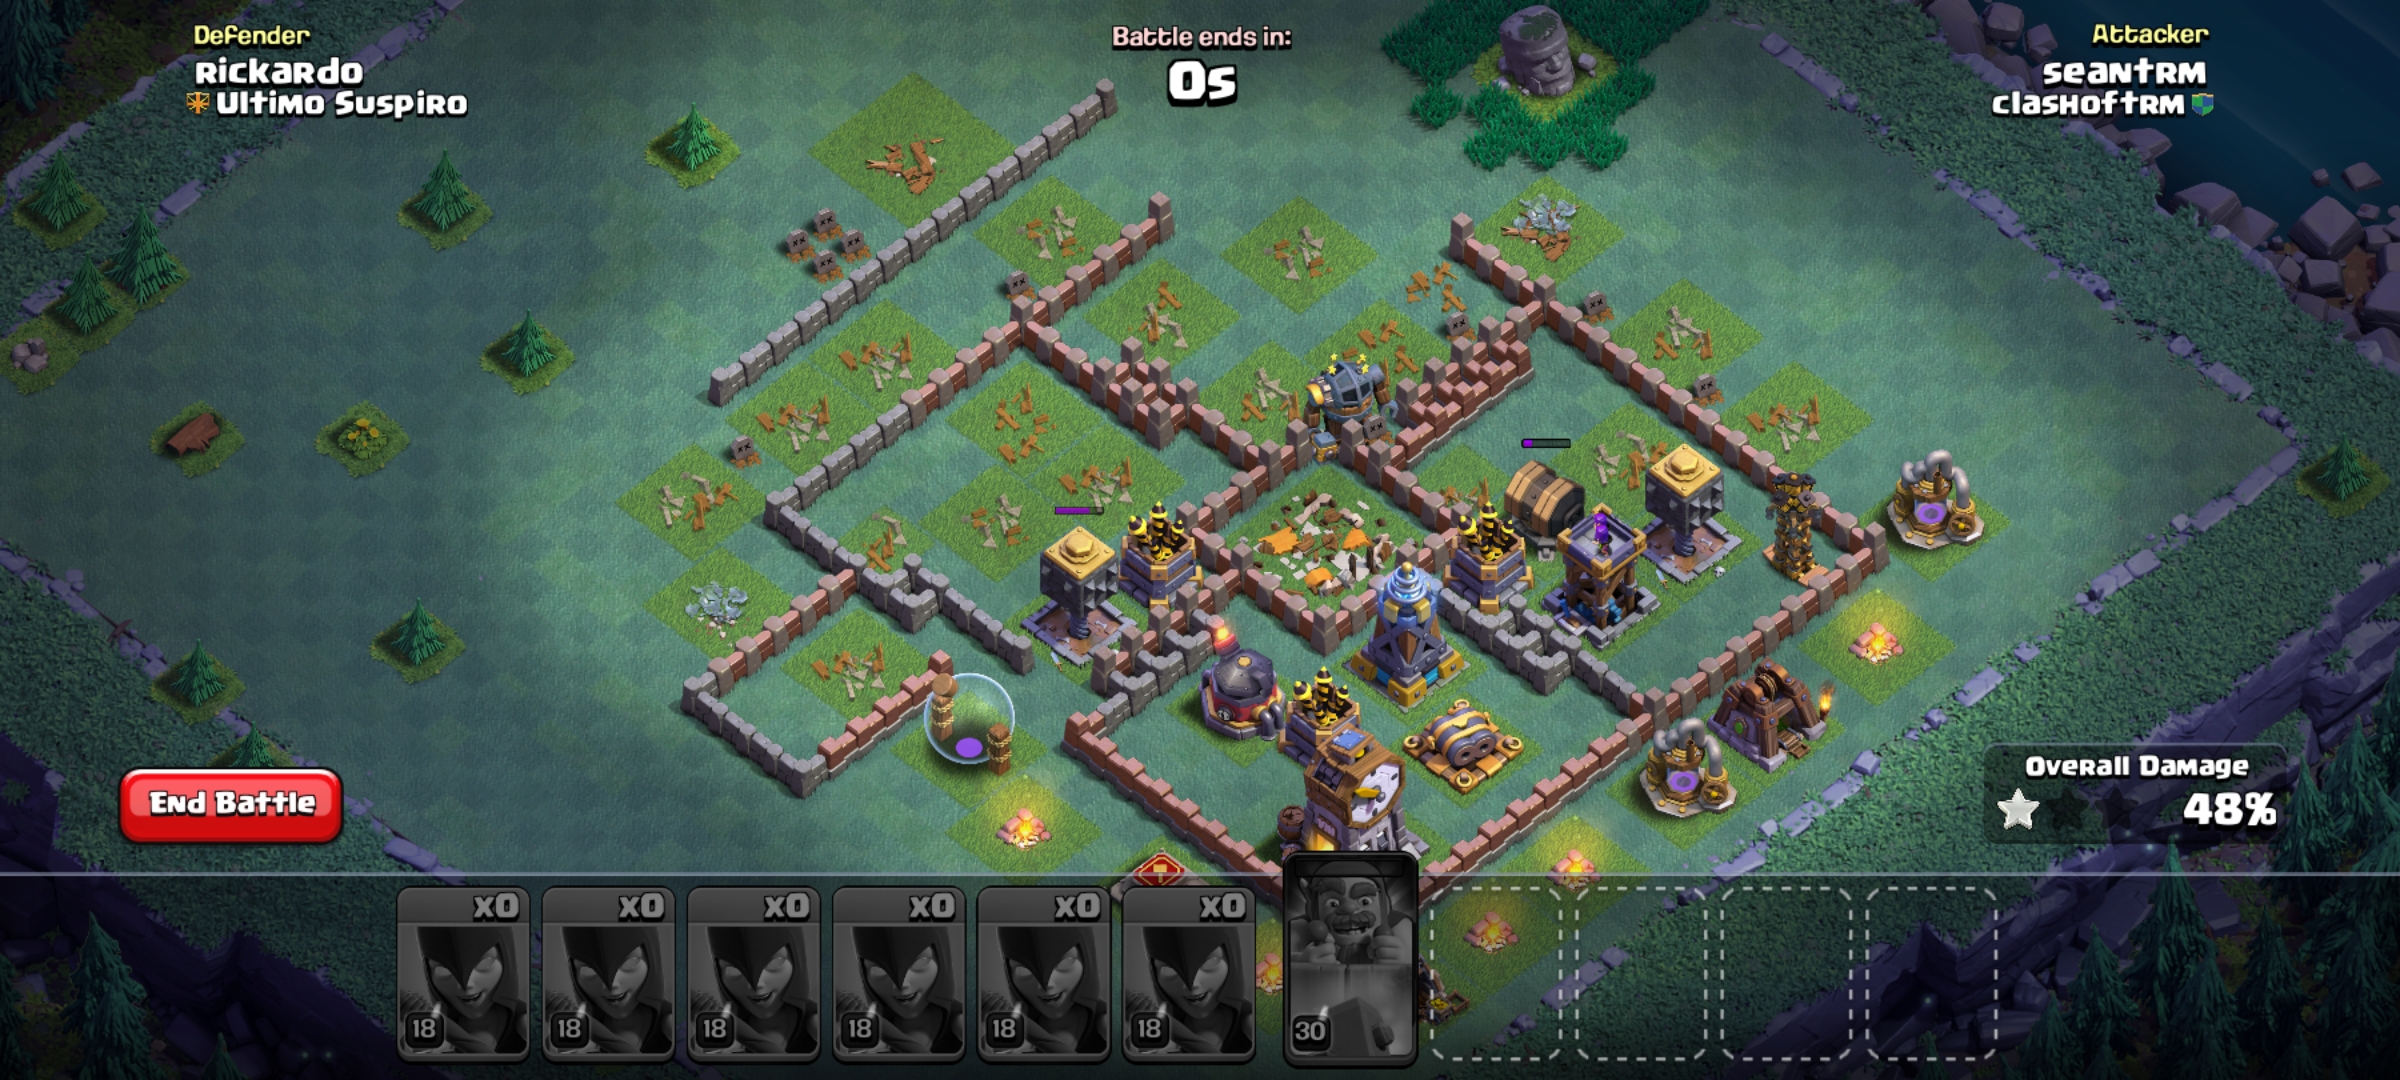 Defender
Rickardo
Ultimo Suspiro
Battle ends in:
0s
Attacker
seantRM
clashoftRM
End Battle
Overall Damage
48%
x0 x0 x0 x0 x0 x0
18 18 18 18 18 18 30